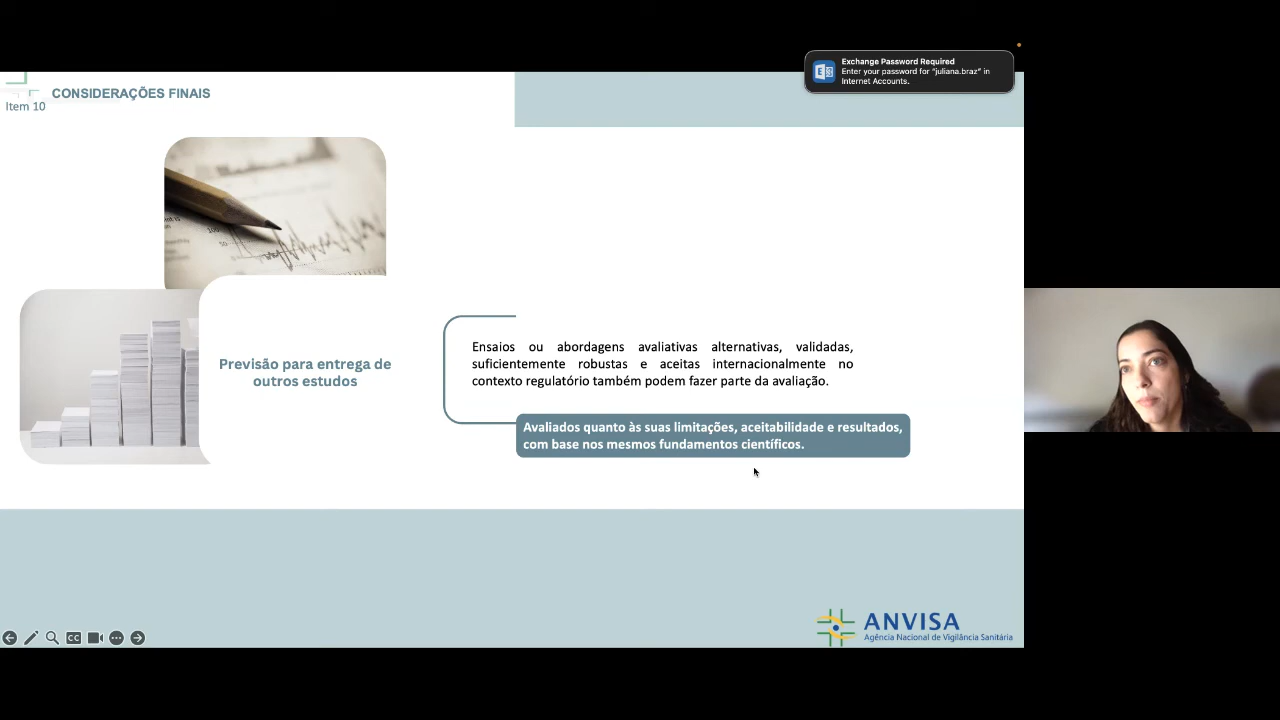 Exchange Password Required
Enter your password for "juliana.braz" in
Internet Accounts.
CONSIDERAÇÕES FINAIS
Item 10
Previsão para entrega de
outros estudos
Ensaios ou abordagens avaliativas alternativas, validadas,
suficientemente robustas e aceitas internacionalmente no
contexto regulatório também podem fazer parte da avaliação.
Avaliados quanto às suas limitações, aceitabilidade e resultados,
com base nos mesmos fundamentos científicos.
CC
ANVISA
Agência Nacional de Vigilância Sanitária